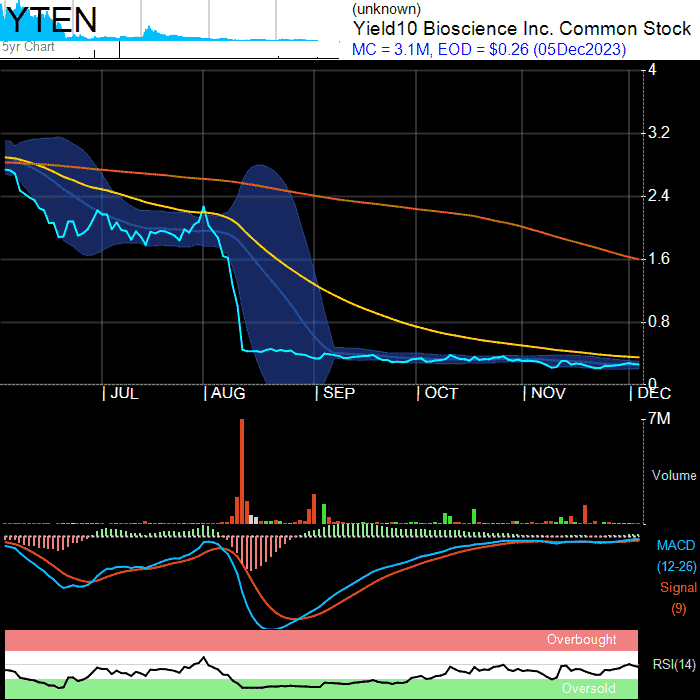 YTEN
(unknown)
Yield10 Bioscience Inc. Common Stock
5yr Chart
MC = 3.1M, EOD = $0.26 (05Dec2023)
4
3.2
2.4
1.6
0.8
0
JUL AUG SEP OCT NOV DEC
7M
Volume
MACD
(12-26)
Signal
(9)
Overbought
RSI(14)
Oversold